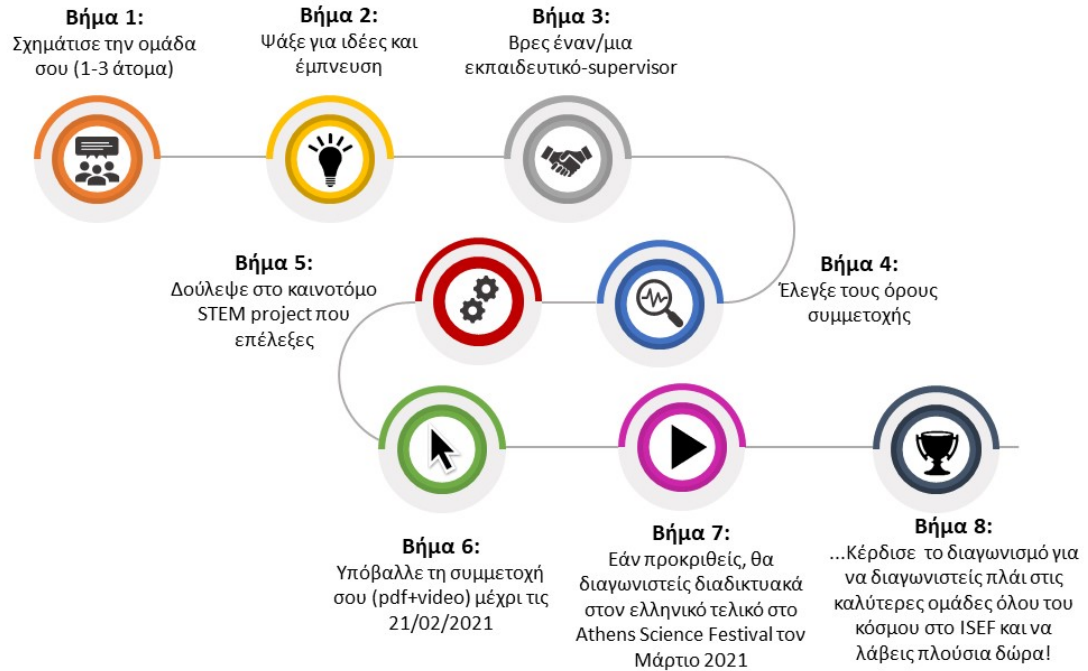 Βήμα 1:
Σχημάτισε την ομάδα
σου (1-3 άτομα)
Βήμα 2:
Ψάξε για ιδέες και
έμπνευση
Βήμα 3:
Βρες έναν/μια
εκπαιδευτικό-supervisor
Βήμα 4:
Έλεγξε τους όρους
συμμετοχής
Βήμα 5:
Δούλεψε στο καινοτόμο
STEM project που
επέλεξες
Βήμα 6:
Υπόβαλλε τη συμμετοχή
σου (pdf+video) μέχρι τις
21/02/2021
Βήμα 7:
Εάν προκριθείς, θα
διαγωνιστείς διαδικτυακά
στον ελληνικό τελικό στο
Athens Science Festival τον
Μάρτιο 2021
Βήμα 8:
...Κέρδισε το διαγωνισμό για
να διαγωνιστείς πλάι στις
καλύτερες ομάδες όλου του
κόσμου στο ISEF και να
λάβεις πλούσια δώρα!